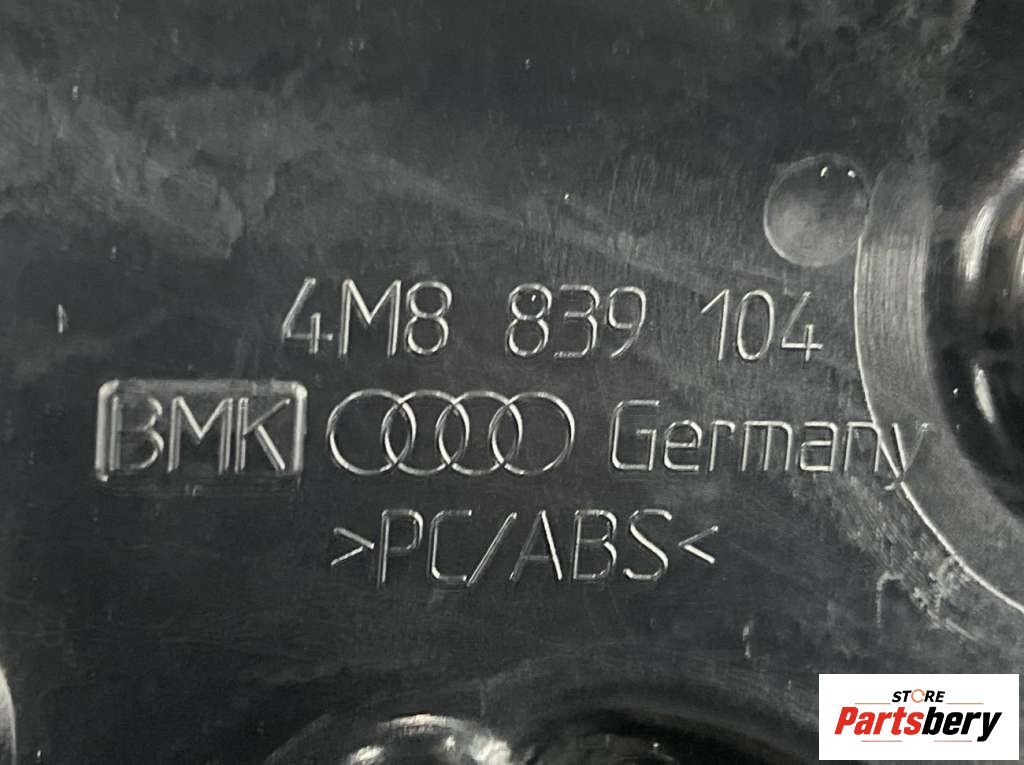 4M8 839 104
BMK Germany
>PC/ABS<
STORE
Partsbery